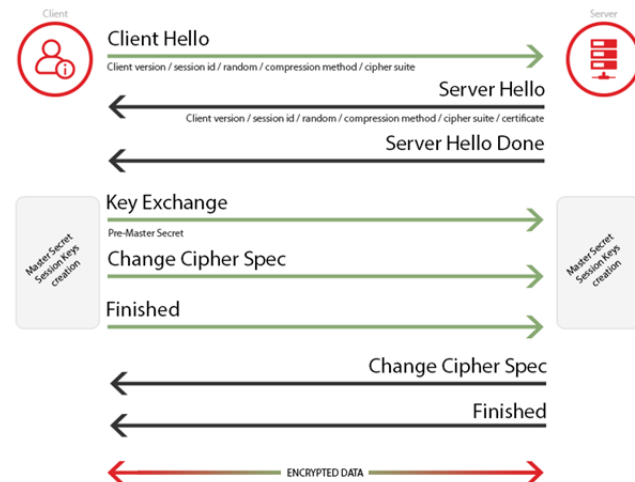 Client
Server
Client Hello
Client version / session id / random / compression method / cipher suite
Server Hello
Client version / session id / random / compression method / cipher suite / certificate
Server Hello Done
Key Exchange
Pre-Master Secret
Master Secret
Session Keys
creation
Master Secret
Session Keys
creation
Change Cipher Spec
Finished
Change Cipher Spec
Finished
ENCRYPTED DATA